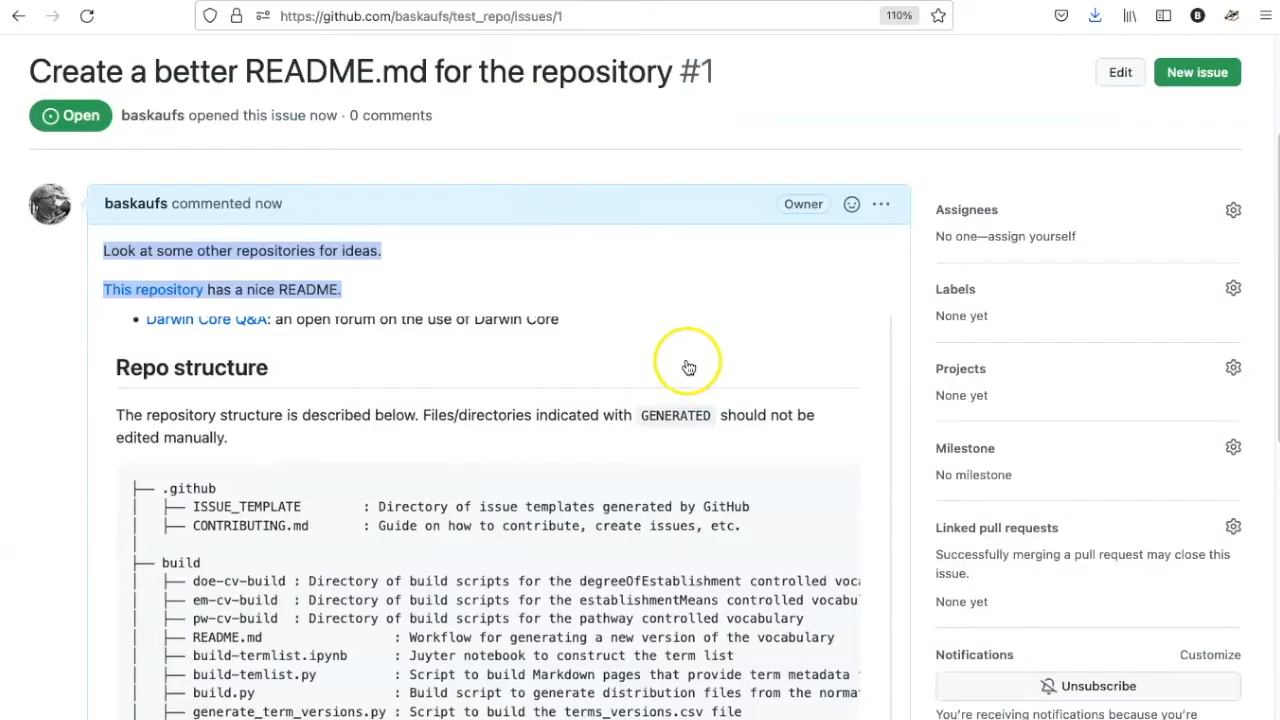 https://github.com/baskaufs/test_repo/issues/1
110%
B
Create a better README.md for the repository #1
Edit
New issue
Open
baskaufs opened this issue now · 0 comments
baskaufs commented now
Owner
Look at some other repositories for ideas.
This repository has a nice README.
• Darwin Core Q&A: an open forum on the use of Darwin Core
Repo structure
The repository structure is described below. Files/directories indicated with GENERATED should not be
edited manually.
├── .github
│   ├── ISSUE_TEMPLATE       : Directory of issue templates generated by GitHub
│   ├── CONTRIBUTING.md      : Guide on how to contribute, create issues, etc.
│
├── build
│   ├── doe-cv-build : Directory of build scripts for the degreeOfEstablishment controlled voca
│   ├── em-cv-build  : Directory of build scripts for the establishmentMeans controlled vocabul
│   ├── pw-cv-build  : Directory of build scripts for the pathway controlled vocabulary
│   ├── README.md               : Workflow for generating a new version of the vocabulary
│   ├── build-termlist.ipynb    : Juyter notebook to construct the term list
│   ├── build-temlist.py        : Script to build Markdown pages that provide term metadata
│   ├── build.py                : Build script to generate distribution files from the norma
│   ├── generate_term_versions.py : Script to build the terms_versions.csv file
Assignees
No one—assign yourself
Labels
None yet
Projects
None yet
Milestone
No milestone
Linked pull requests
Successfully merging a pull request may close this
issue.
None yet
Notifications
Customize
Unsubscribe
You're receiving notifications because you're